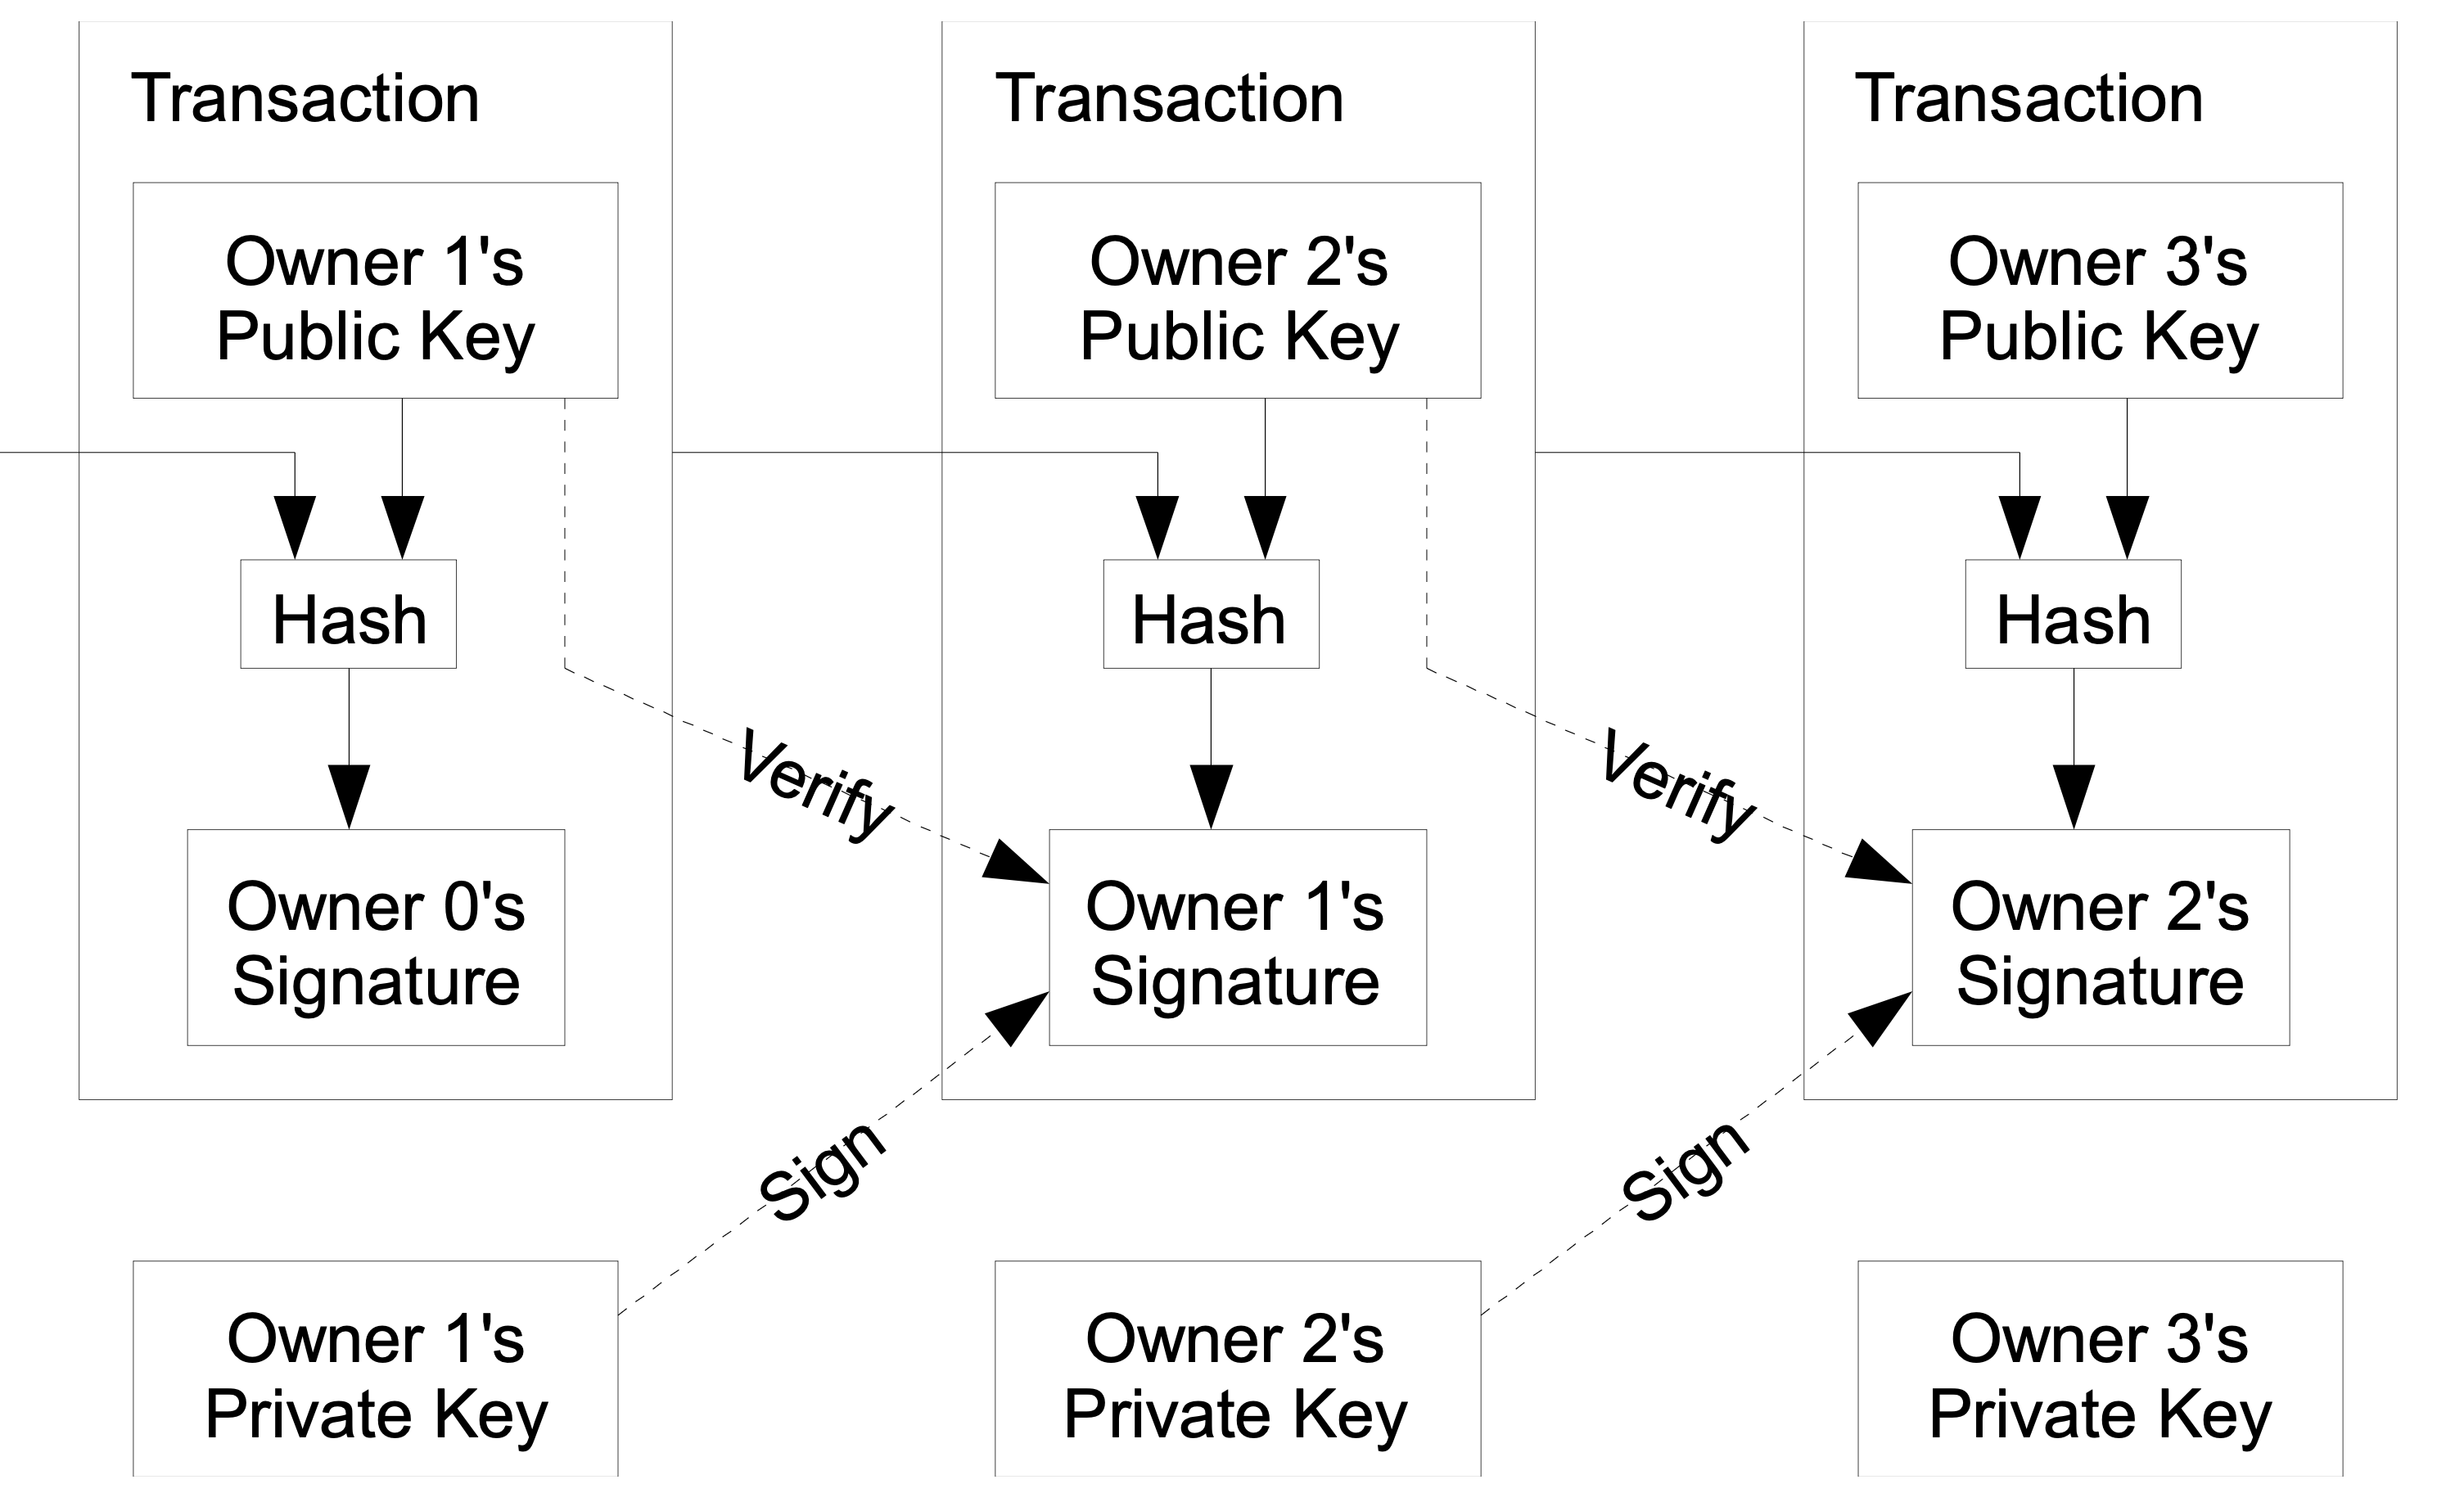 Transaction
Transaction
Transaction
Owner 1's
Public Key
Owner 2's
Public Key
Owner 3's
Public Key
Hash
Hash
Hash
Verify
Verify
Owner 0's
Signature
Owner 1's
Signature
Owner 2's
Signature
Sign
Sign
Owner 1's
Private Key
Owner 2's
Private Key
Owner 3's
Private Key